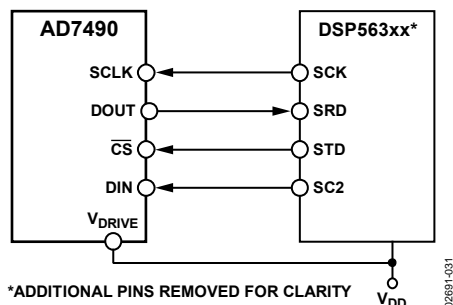 AD7490
DSP563xx*
SCLK
SCK
DOUT
SRD
CS
STD
DIN
SC2
VDRIVE
*ADDITIONAL PINS REMOVED FOR CLARITY
VDD
02691-031